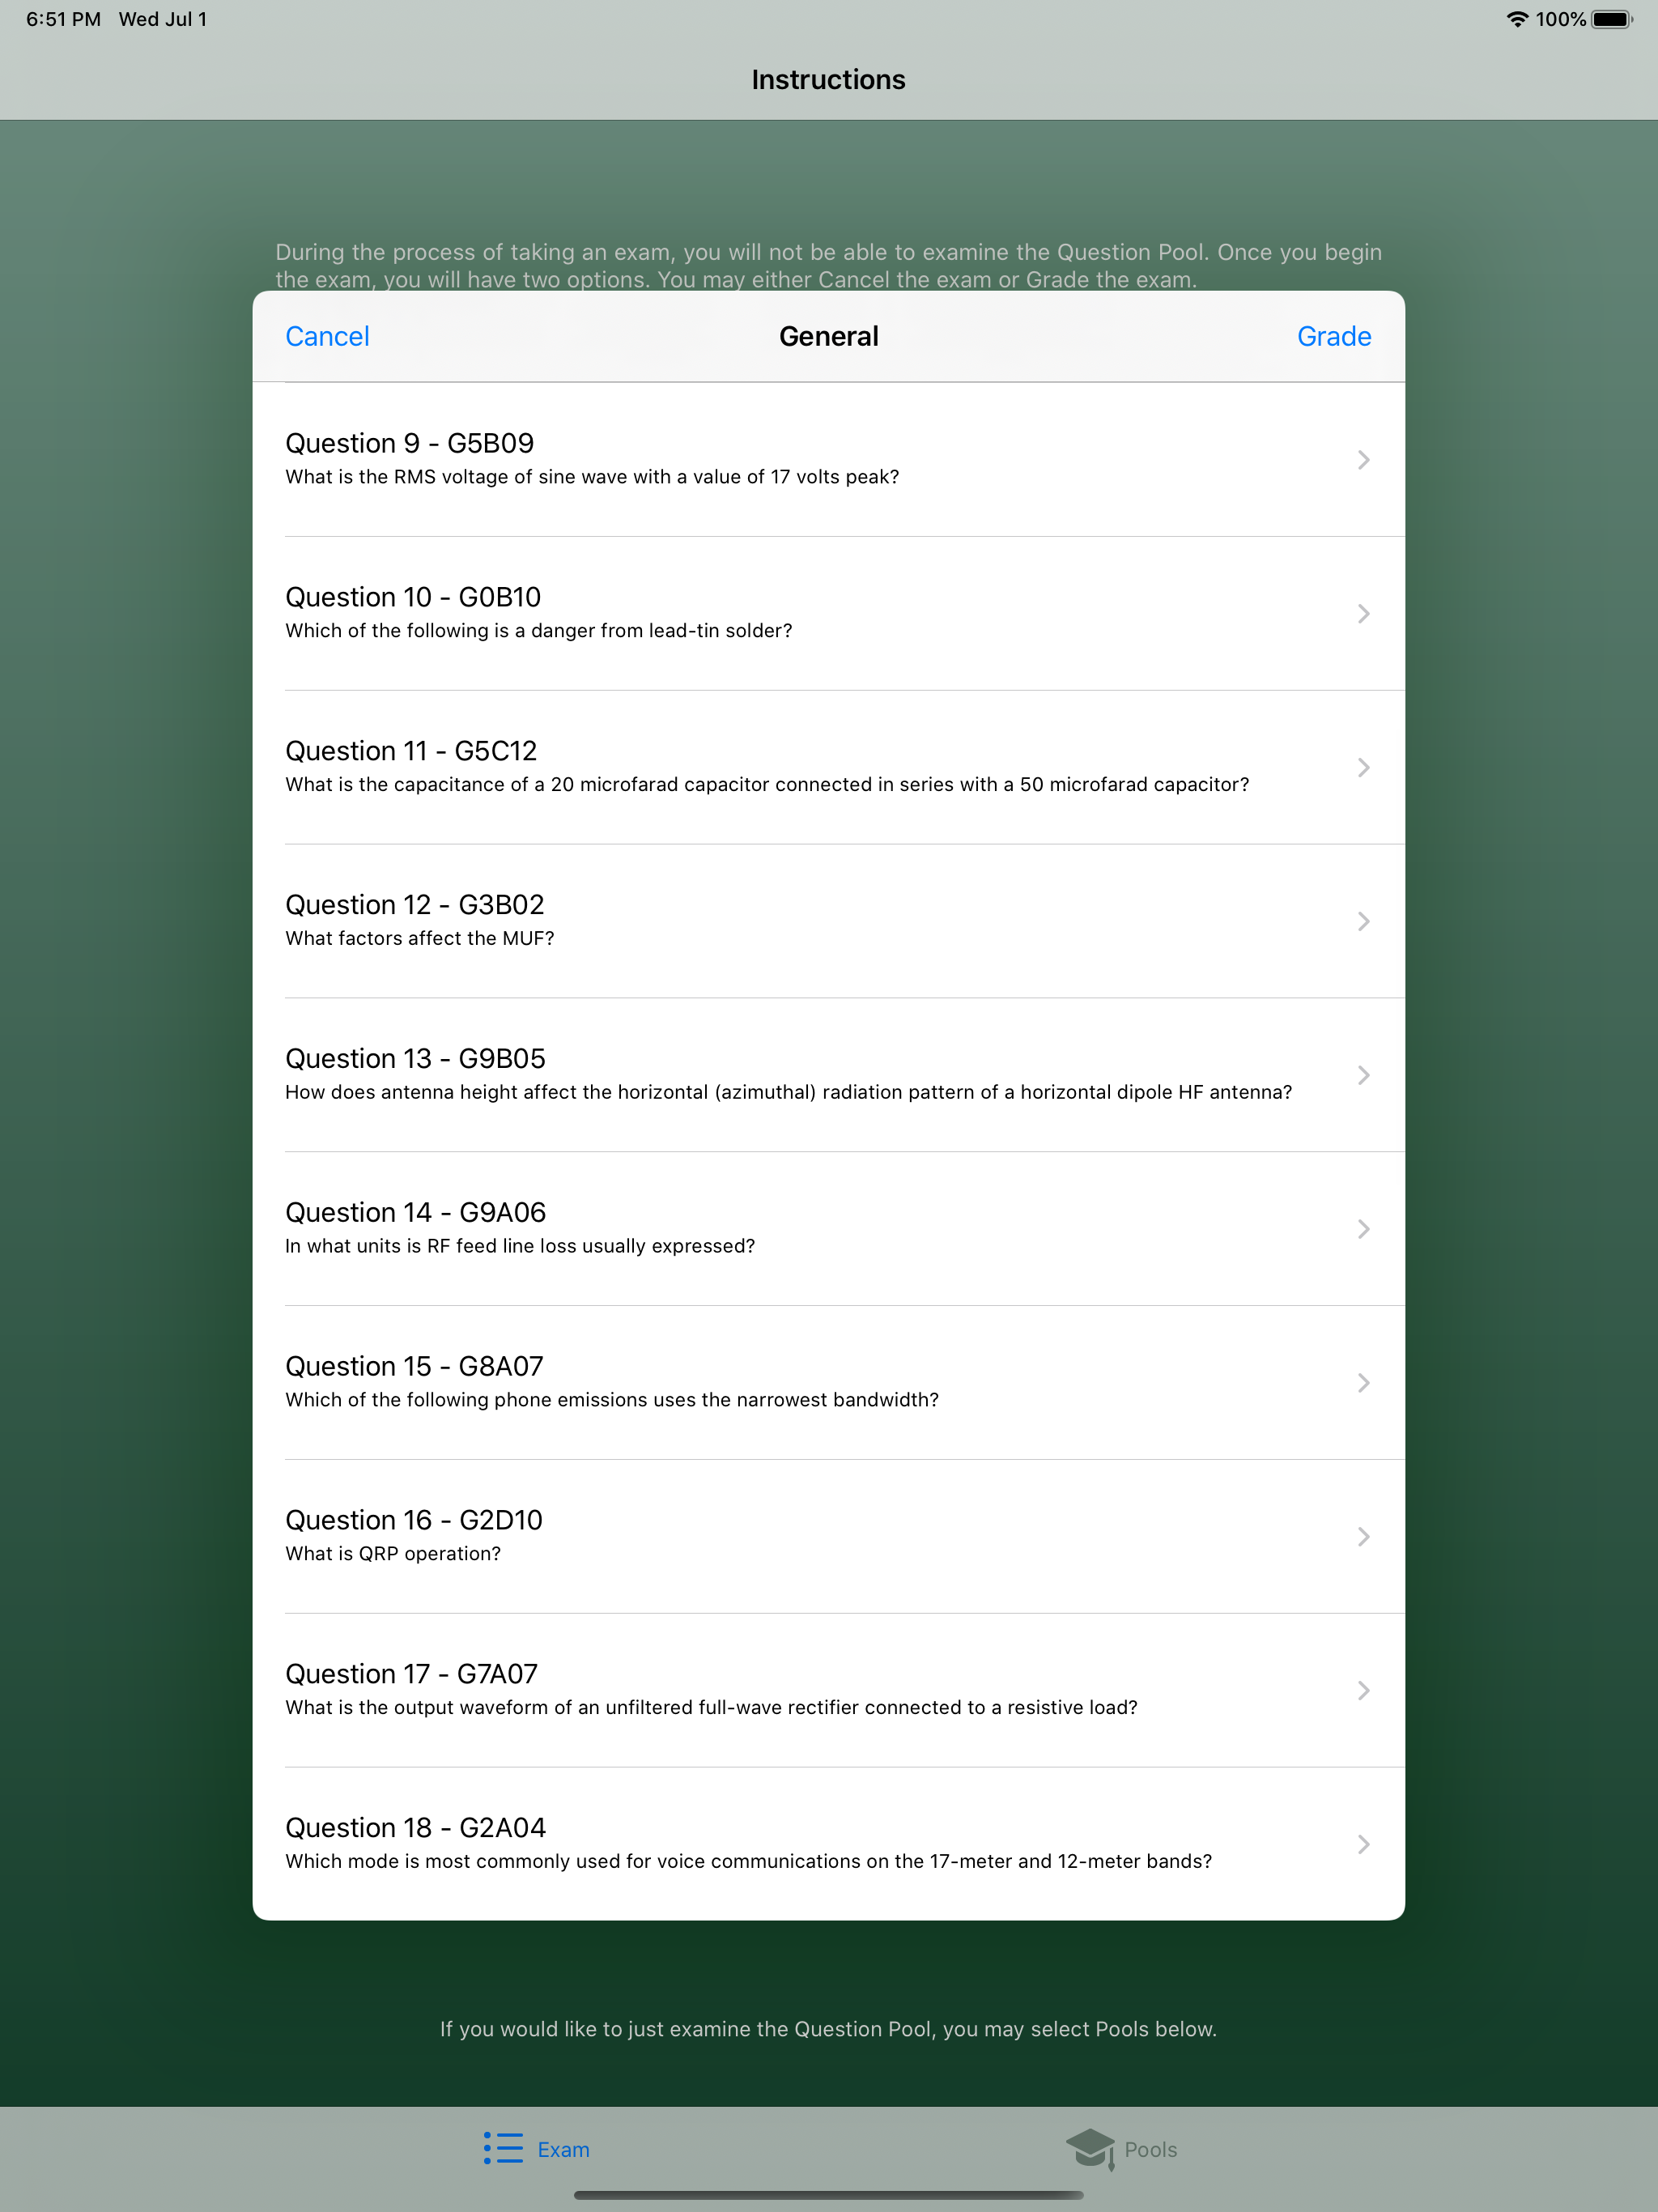 6:51 PM Wed Jul 1
100%
Instructions
During the process of taking an exam, you will not be able to examine the Question Pool. Once you begin
the exam, you will have two options. You may either Cancel the exam or Grade the exam.
Cancel General Grade
Question 9 - G5B09
What is the RMS voltage of sine wave with a value of 17 volts peak?
Question 10 - G0B10
Which of the following is a danger from lead-tin solder?
Question 11 - G5C12
What is the capacitance of a 20 microfarad capacitor connected in series with a 50 microfarad capacitor?
Question 12 - G3B02
What factors affect the MUF?
Question 13 - G9B05
How does antenna height affect the horizontal (azimuthal) radiation pattern of a horizontal dipole HF antenna?
Question 14 - G9A06
In what units is RF feed line loss usually expressed?
Question 15 - G8A07
Which of the following phone emissions uses the narrowest bandwidth?
Question 16 - G2D10
What is QRP operation?
Question 17 - G7A07
What is the output waveform of an unfiltered full-wave rectifier connected to a resistive load?
Question 18 - G2A04
Which mode is most commonly used for voice communications on the 17-meter and 12-meter bands?
If you would like to just examine the Question Pool, you may select Pools below.
Exam Pools